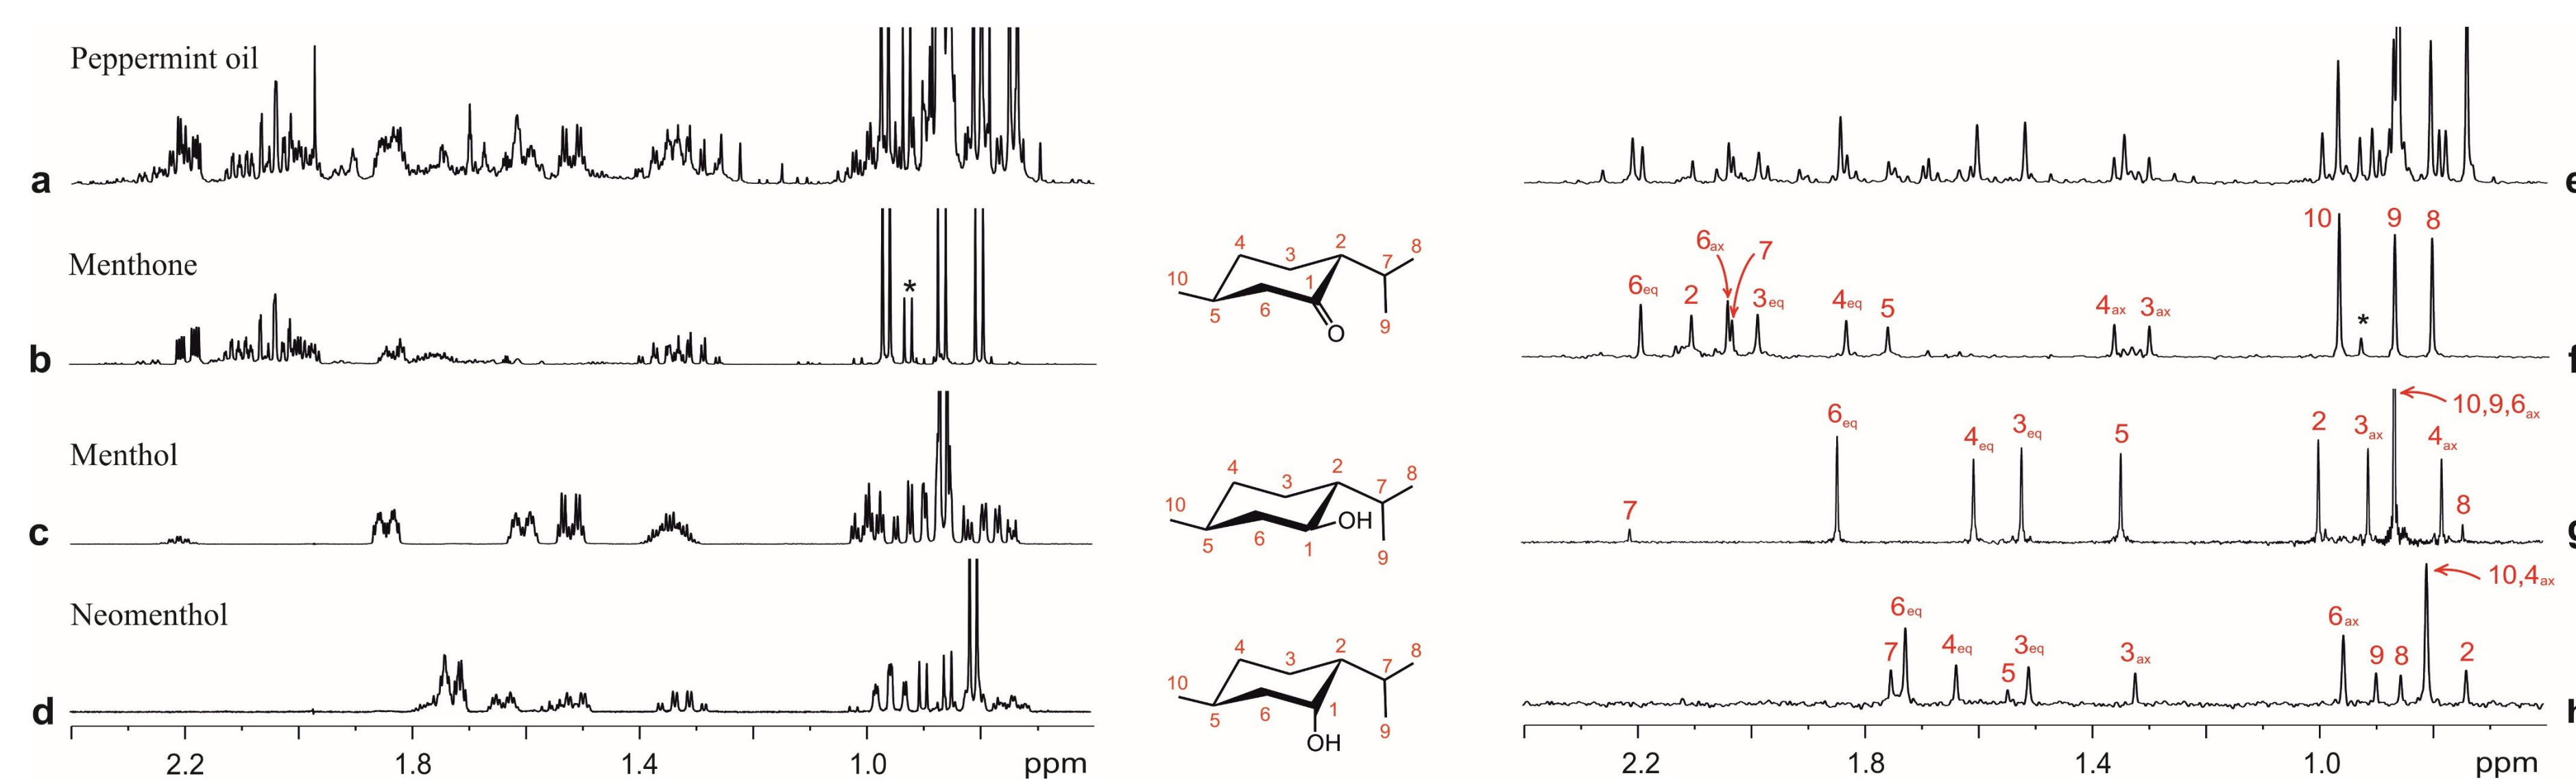 Peppermint oil
a
e
Menthone
*
b
4 3 2 8
10 1 7
5 6 O 9
10 9 8
6ax 7
6eq 2 3eq 4eq 5 4ax 3ax
*
f
Menthol
c
4 3 2 8
10 7
OH
5 6 1 9
10,9,6ax
6eq 4eq 3eq 5 2 3ax 4ax
7 8
g
Neomenthol
d
4 3 2 8
10 7
5 6 1 9
OH
10,4ax
6eq 6ax
7 4eq 5 3eq 3ax 9 8 2
h
2.2 1.8 1.4 1.0 ppm
2.2 1.8 1.4 1.0 ppm